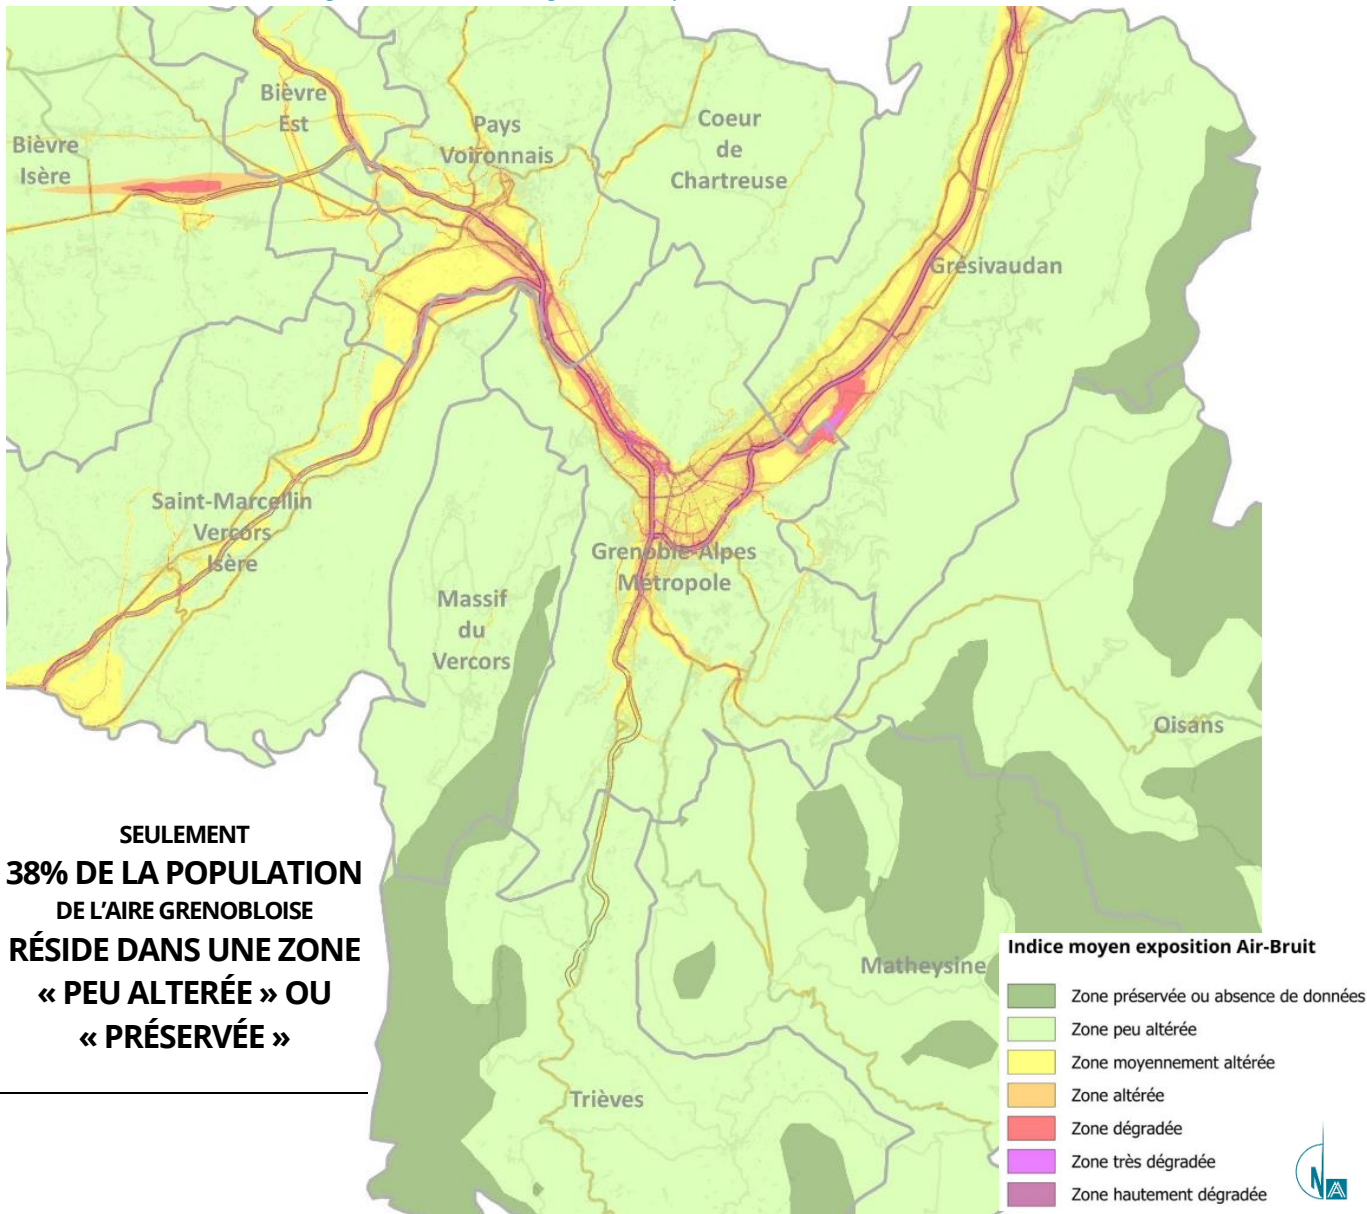 Bièvre
Est
Bièvre
Isère
Pays
Voironnais
Coeur
de
Chartreuse
Grésivaudan
Saint-Marcellin
Vercors
Isère
Grenoble-Alpes
Métropole
Massif
du
Vercors
Oisans
Matheysine
Trièves
SEULEMENT
38% DE LA POPULATION
DE L'AIRE GRENOBLOISE
RÉSIDE DANS UNE ZONE
« PEU ALTERÉE » OU
« PRÉSERVÉE »
Indice moyen exposition Air-Bruit
Zone préservée ou absence de données
Zone peu altérée
Zone moyennement altérée
Zone altérée
Zone dégradée
Zone très dégradée
Zone hautement dégradée
N